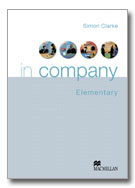 Simon Clarke
in company
Elementary
MACMILLAN